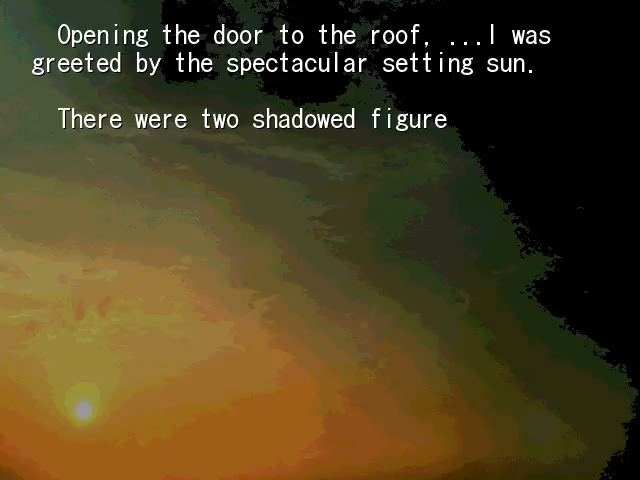 Opening the door to the roof, ...I was
greeted by the spectacular setting sun.
There were two shadowed figure